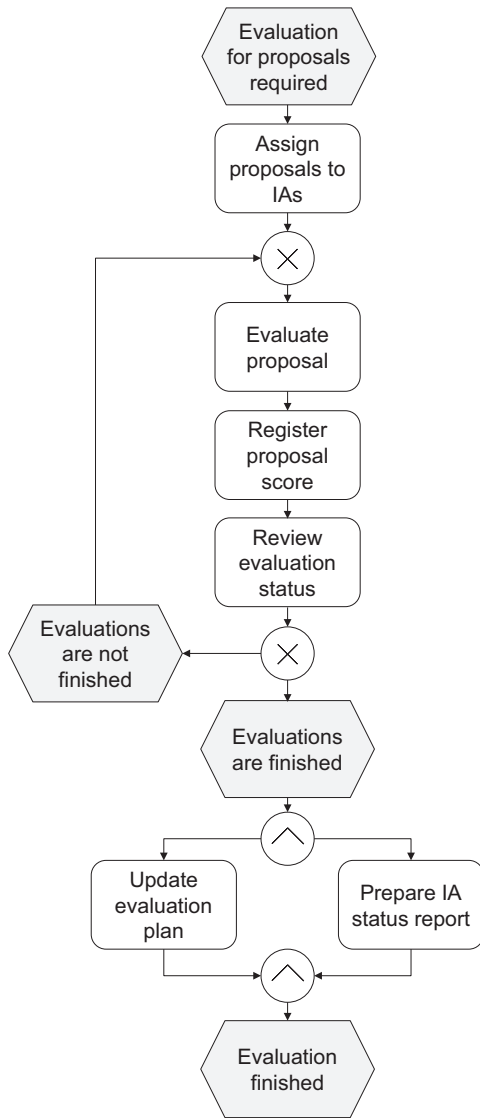 Evaluation
for proposals
required
Assign
proposals to
IAs
Evaluate
proposal
Register
proposal
score
Review
evaluation
status
Evaluations
are not
finished
Evaluations
are finished
Update
evaluation
plan
Prepare IA
status report
Evaluation
finished